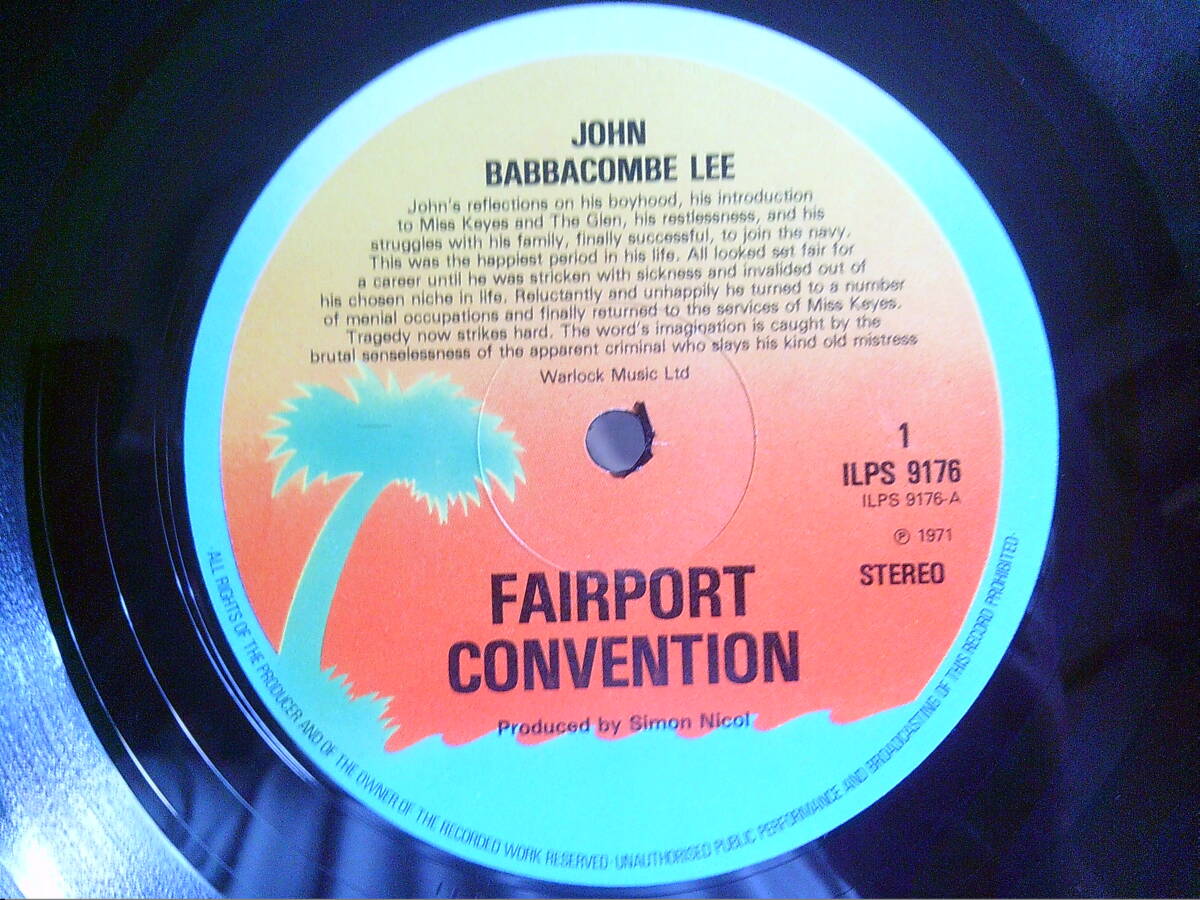 JOHN
BABBACOMBE LEE
John's reflections on his boyhood, his introduction
to Miss Keyes and The Glen, his restlessness, and his
struggles with his family, finally successful, to join the navy.
This was the happiest period in his life. All looked set fair for
a career until he was stricken with sickness and invalided out of
his chosen niche in life. Reluctantly and unhappily he turned to a number
of menial occupations and finally returned to the services of Miss Keyes.
Tragedy now strikes hard. The word's imagination is caught by the
brutal senselessness of the apparent criminal who slays his kind old mistress
Warlock Music Ltd
1
ILPS 9176
ILPS 9176-A
℗ 1971
STEREO
FAIRPORT
CONVENTION
Produced by Simon Nicol
·ALL RIGHTS OF THE PRODUCER AND OF THE OWNER OF THE RECORDED WORK RESERVED·UNAUTHORISED PUBLIC PERFORMANCE AND BROADCASTING OF THIS RECORD PROHIBITED·